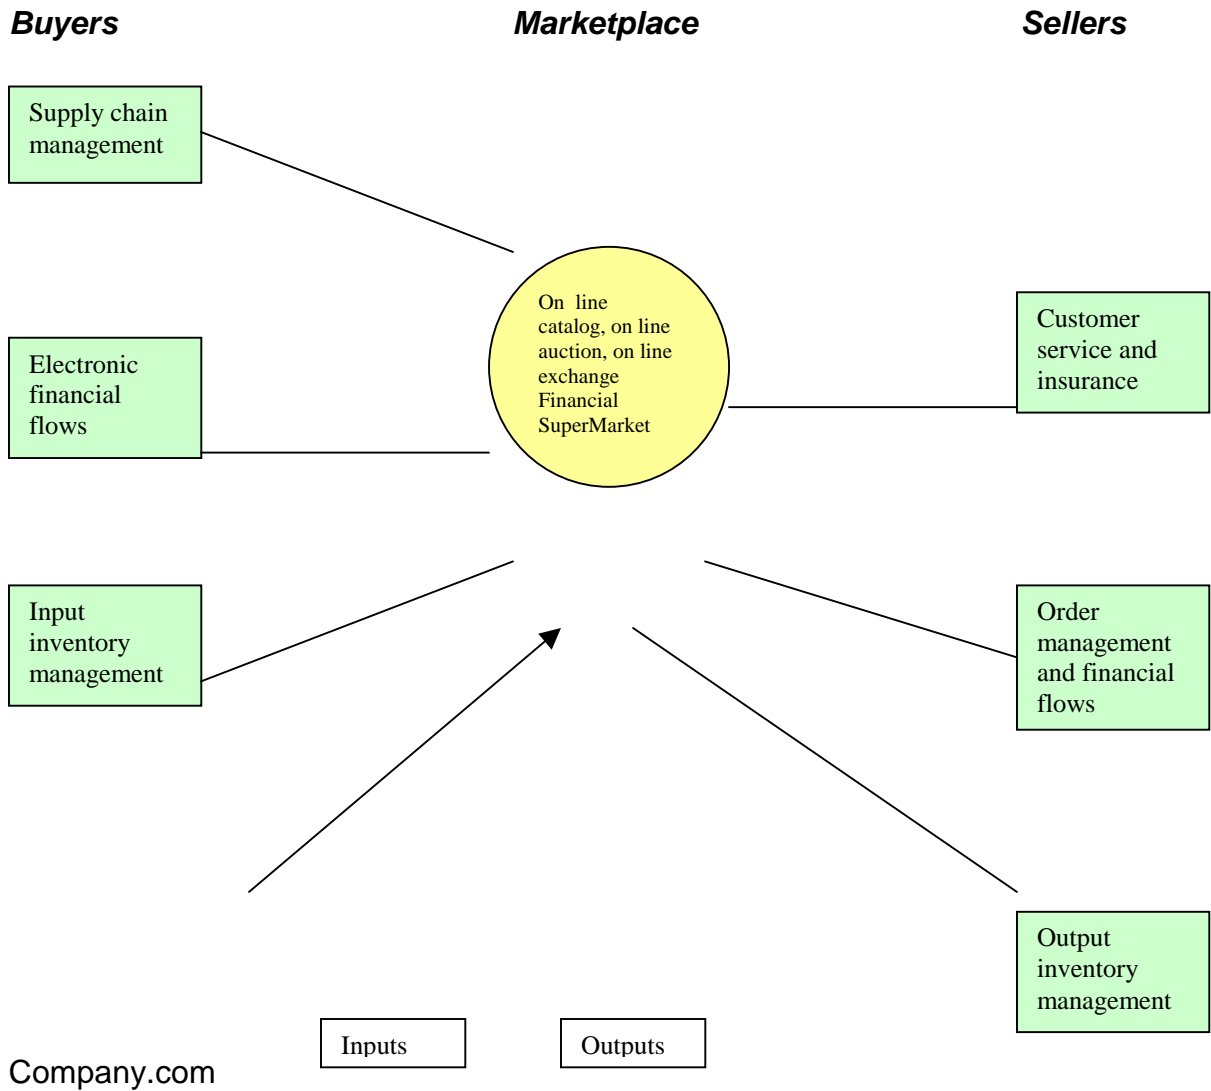 Buyers
Marketplace
Sellers
Supply chain
management
On line
catalog, on line
auction, on line
exchange
Financial
SuperMarket
Customer
service and
insurance
Electronic
financial
flows
Input
inventory
management
Order
management
and financial
flows
Output
inventory
management
Inputs
Outputs
Company.com